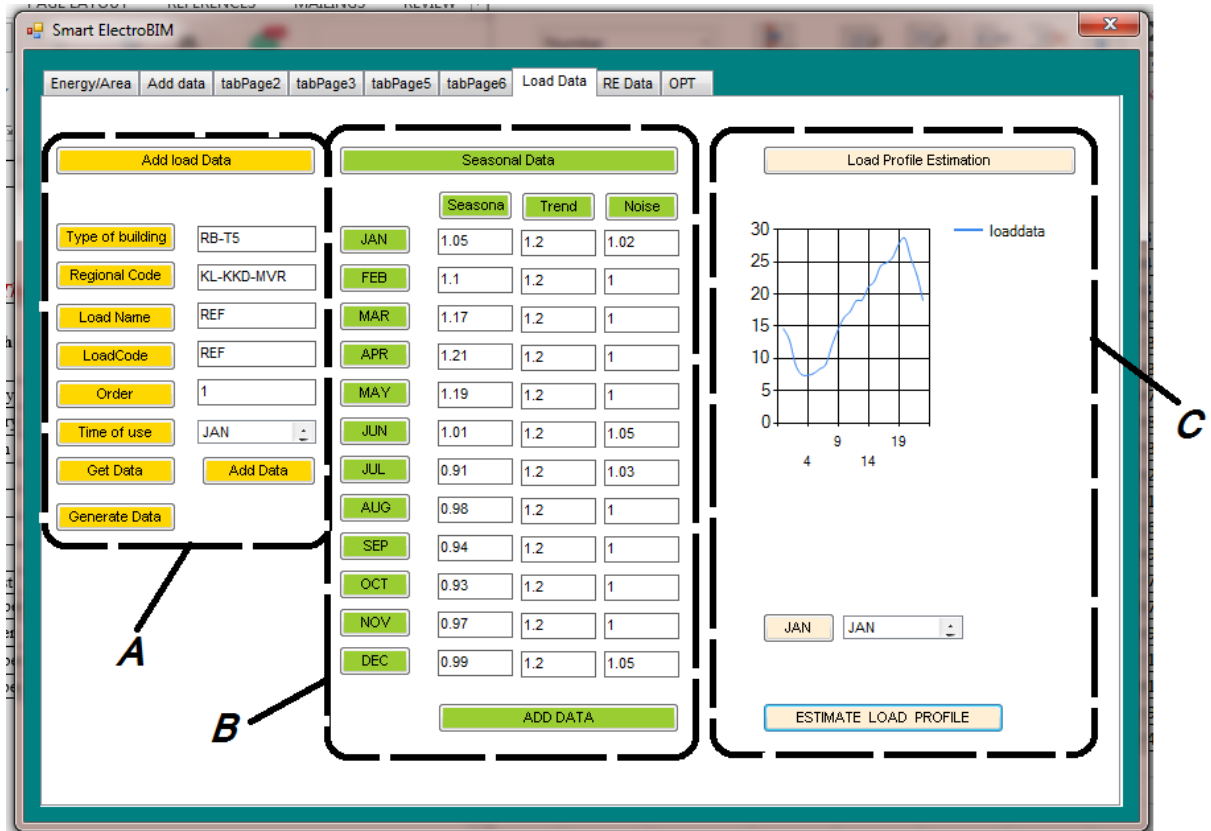 PAGE LAYOUT REFERENCES MAILINGS REVIEW
Smart ElectroBIM
Energy/Area Add data tabPage2 tabPage3 tabPage5 tabPage6 Load Data RE Data OPT
Add load Data
Type of building RB-T5
Regional Code KL-KKD-MVR
Load Name REF
LoadCode REF
Order 1
Time of use JAN
Get Data Add Data
Generate Data
A
Seasonal Data
Seasona Trend Noise
JAN 1.05 1.2 1.02
FEB 1.1 1.2 1
MAR 1.17 1.2 1
APR 1.21 1.2 1
MAY 1.19 1.2 1
JUN 1.01 1.2 1.05
JUL 0.91 1.2 1.03
AUG 0.98 1.2 1
SEP 0.94 1.2 1
OCT 0.93 1.2 1
NOV 0.97 1.2 1
DEC 0.99 1.2 1.05
ADD DATA
B
Load Profile Estimation
30
25
20
15
10
5
0
9 19
4 14
loaddata
JAN JAN
ESTIMATE LOAD PROFILE
C